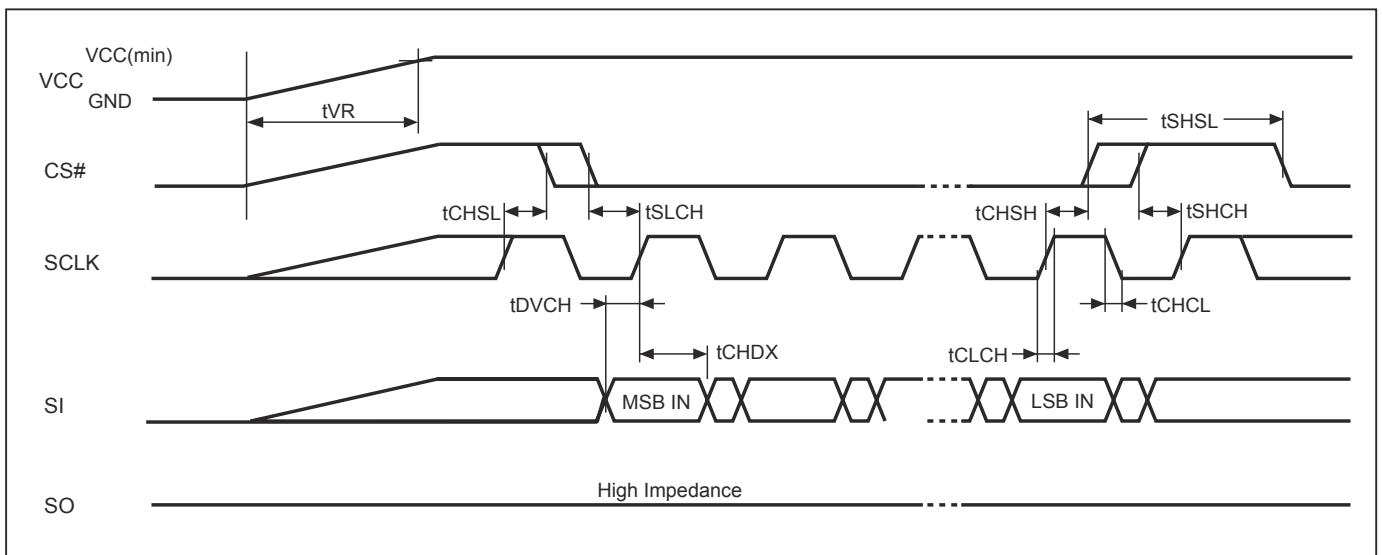 VCC(min)
VCC
GND
tVR
tSHSL
CS#
tCHSL
tSLCH
tCHSH
tSHCH
SCLK
tDVCH
tCHCL
tCHDX
tCLCH
SI
MSB IN
LSB IN
High Impedance
SO